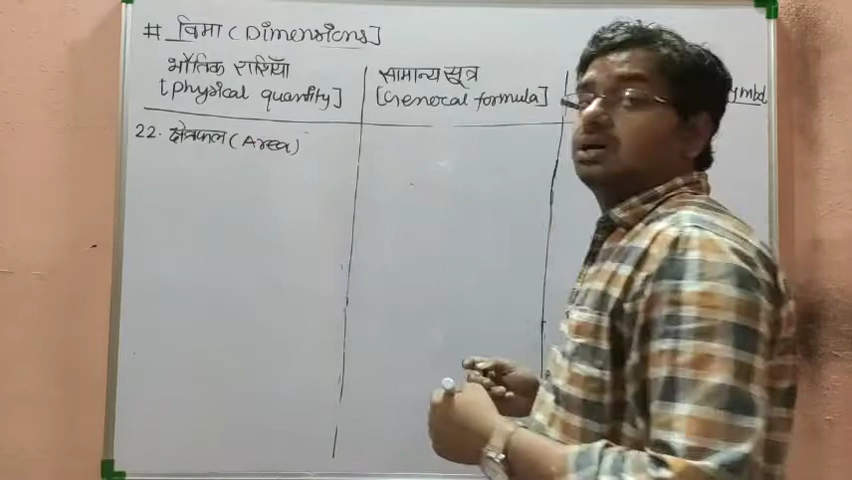 # विमा (Dimensions]
भौतिक राशियाँ
[physical quantity]
सामान्य सूत्र
[General formula]
22. क्षेत्रफल (Area)